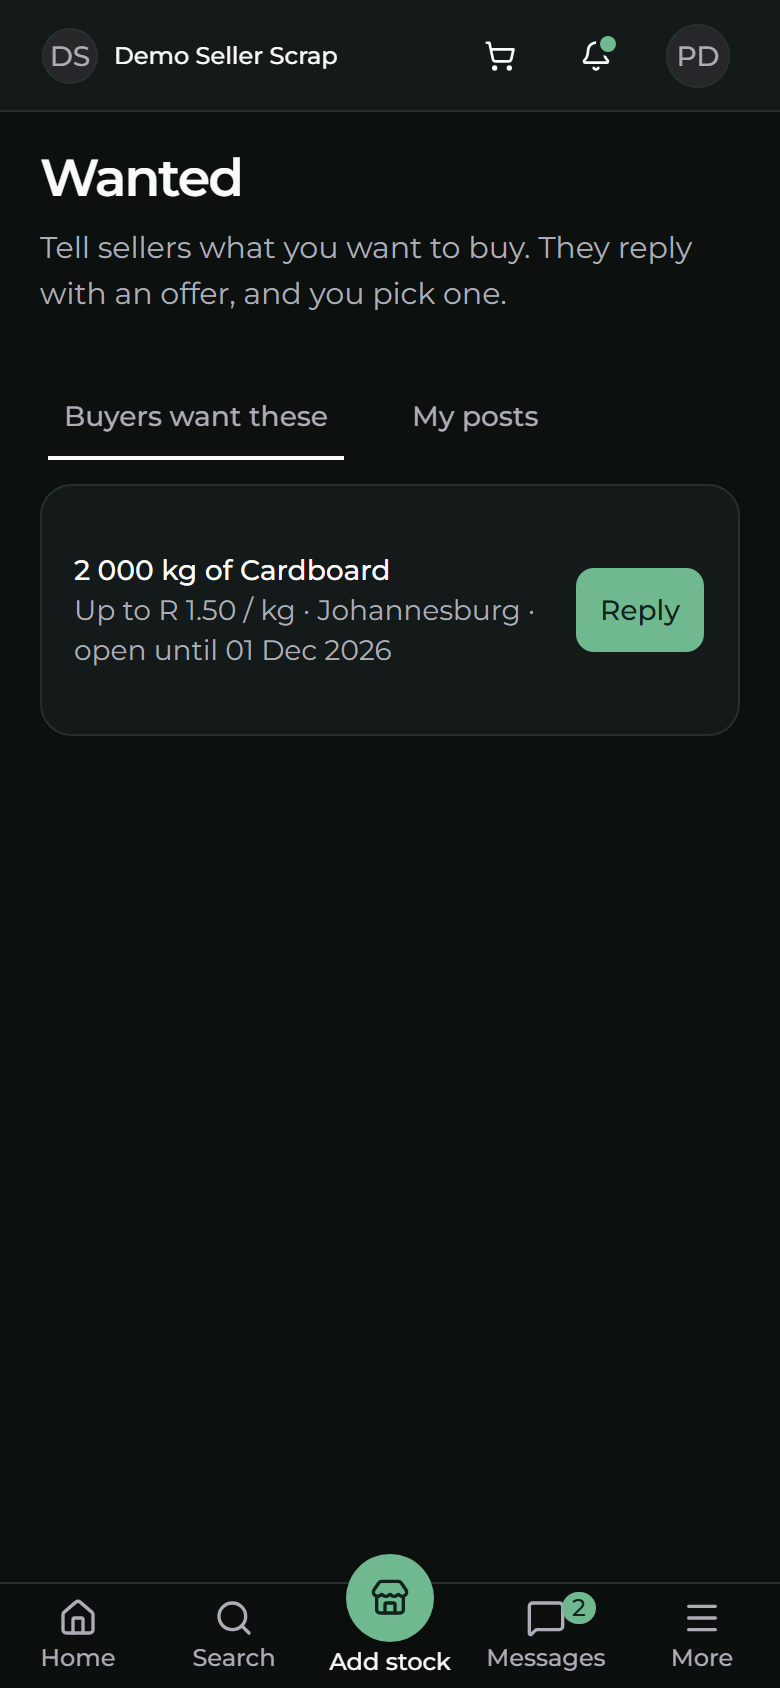 DS Demo Seller Scrap PD
Wanted
Tell sellers what you want to buy. They reply
with an offer, and you pick one.
Buyers want these My posts
2 000 kg of Cardboard
Up to R 1.50 / kg · Johannesburg ·
open until 01 Dec 2026
Reply
2
Home Search Add stock Messages More